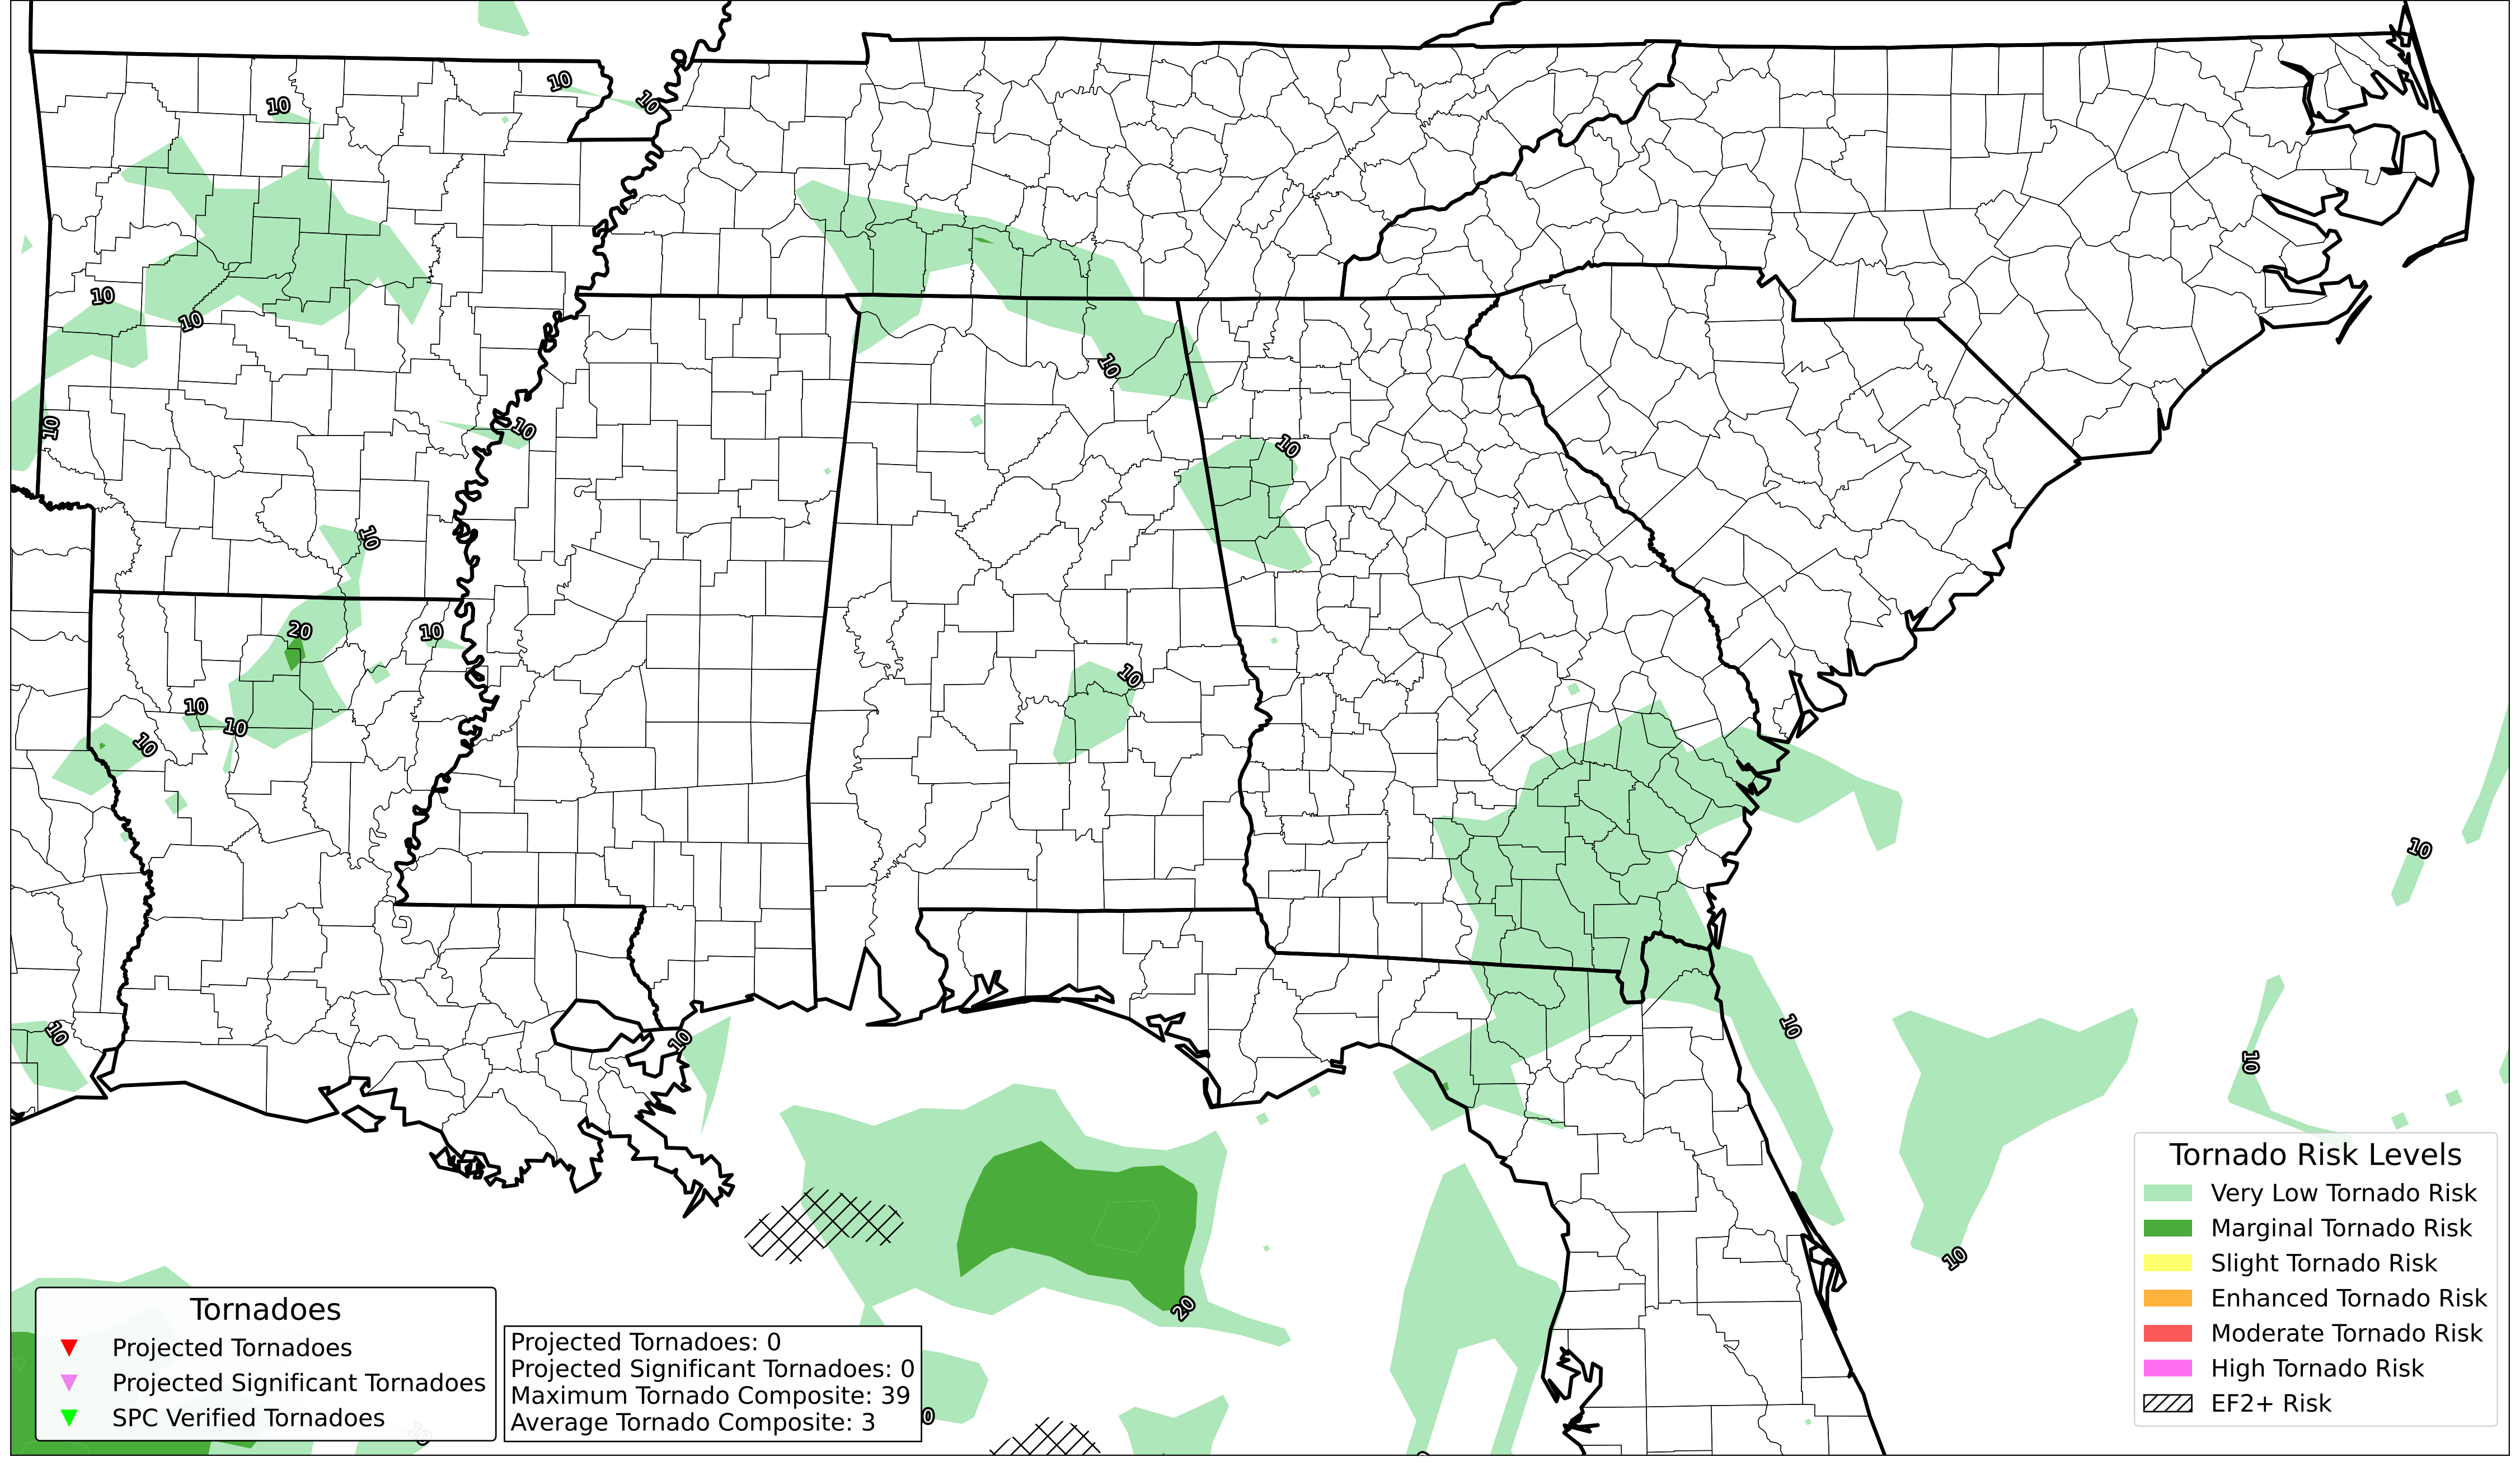 10
10
10
10
10
10
10
10
10
10
20
10
10
10
10
10
10
10
10
10
10
10
10
20
0
Tornado Risk Levels
Very Low Tornado Risk
Marginal Tornado Risk
Slight Tornado Risk
Enhanced Tornado Risk
Moderate Tornado Risk
High Tornado Risk
EF2+ Risk
Tornadoes
Projected Tornadoes
Projected Significant Tornadoes
SPC Verified Tornadoes
Projected Tornadoes: 0
Projected Significant Tornadoes: 0
Maximum Tornado Composite: 39
Average Tornado Composite: 3